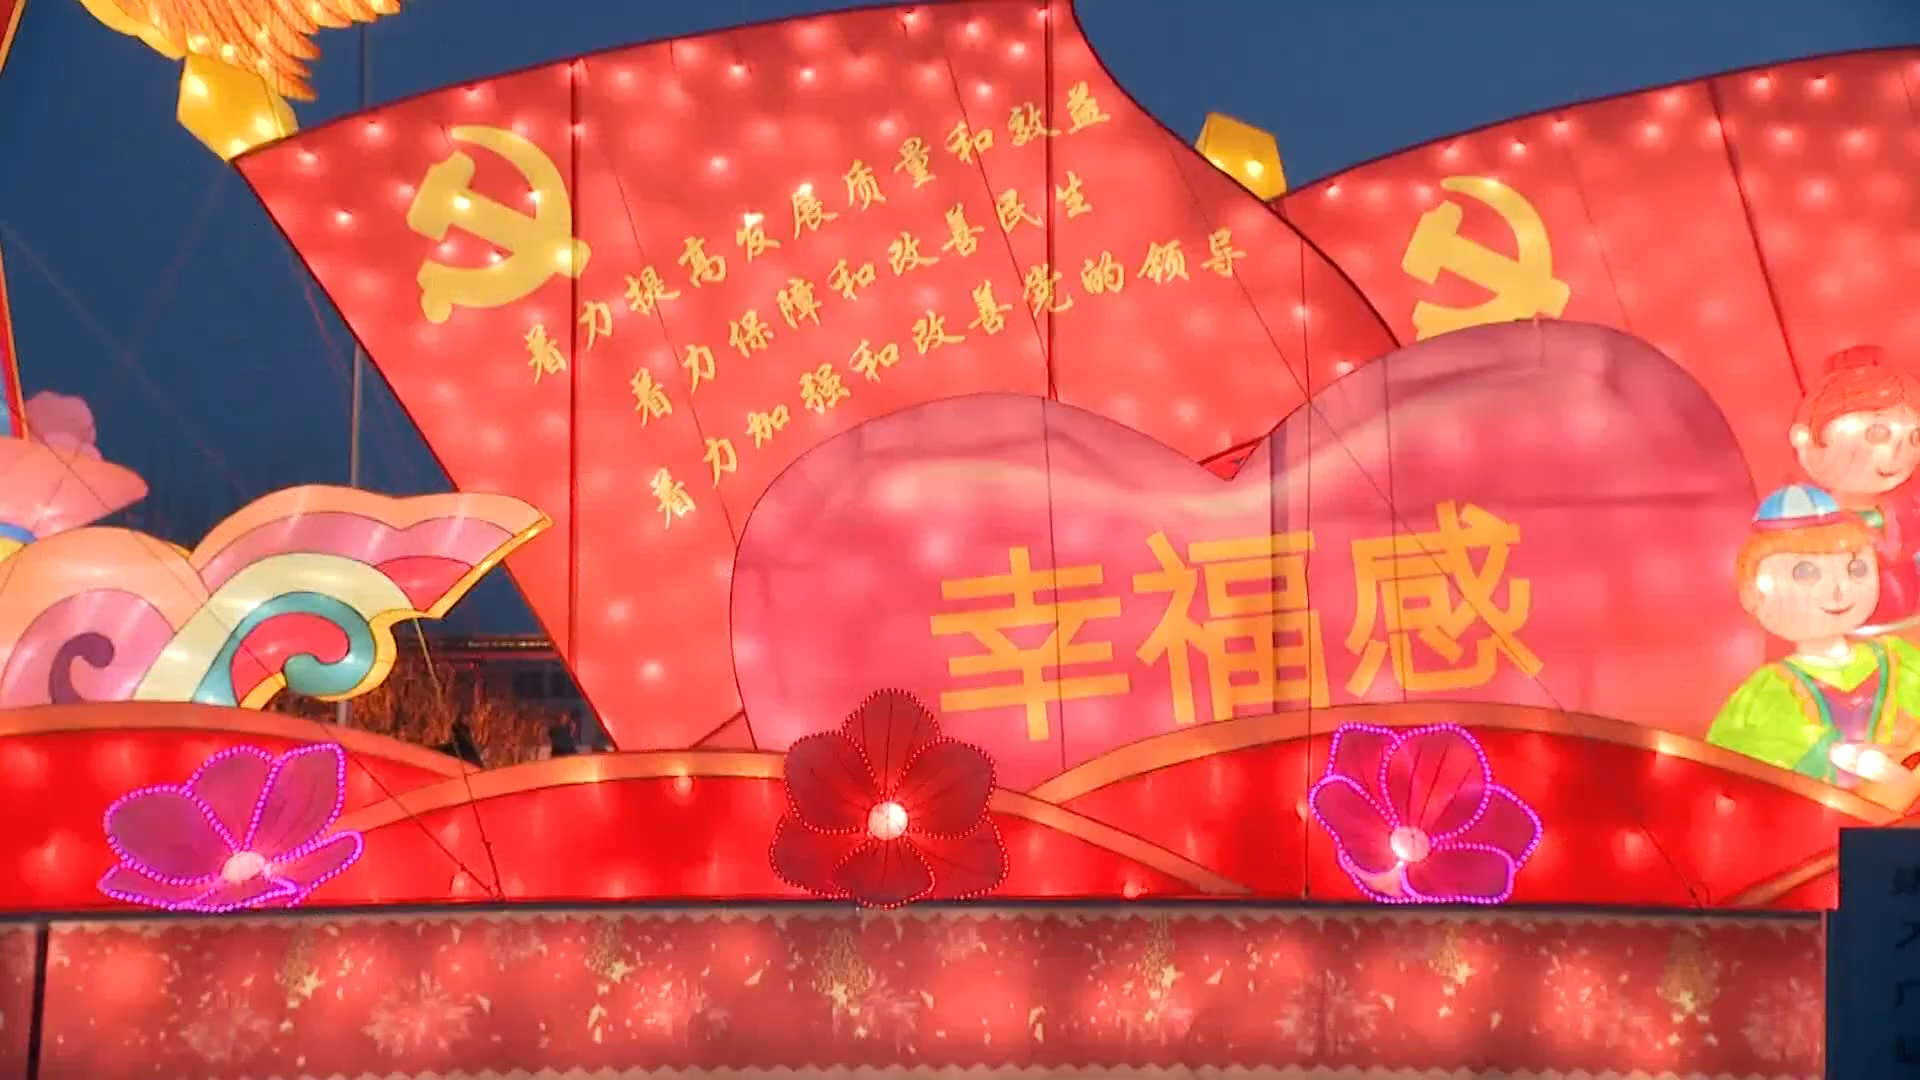 着力提高发展质量和效益
着力保障和改善民生
着力加强和改善党的领导
幸福感